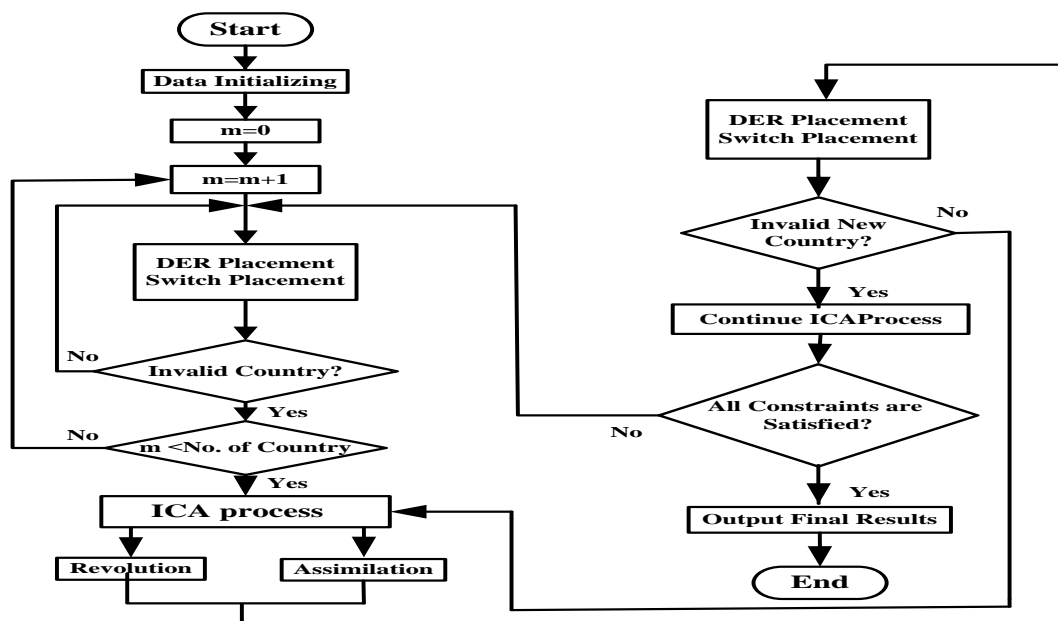 Start
Data Initializing
m=0
m=m+1
DER Placement
Switch Placement
No
Invalid Country?
Yes
No
m <No. of Country
Yes
ICA process
Revolution
Assimilation
DER Placement
Switch Placement
No
Invalid New
Country?
Yes
Continue ICAProcess
All Constraints are
Satisfied?
No
Yes
Output Final Results
End